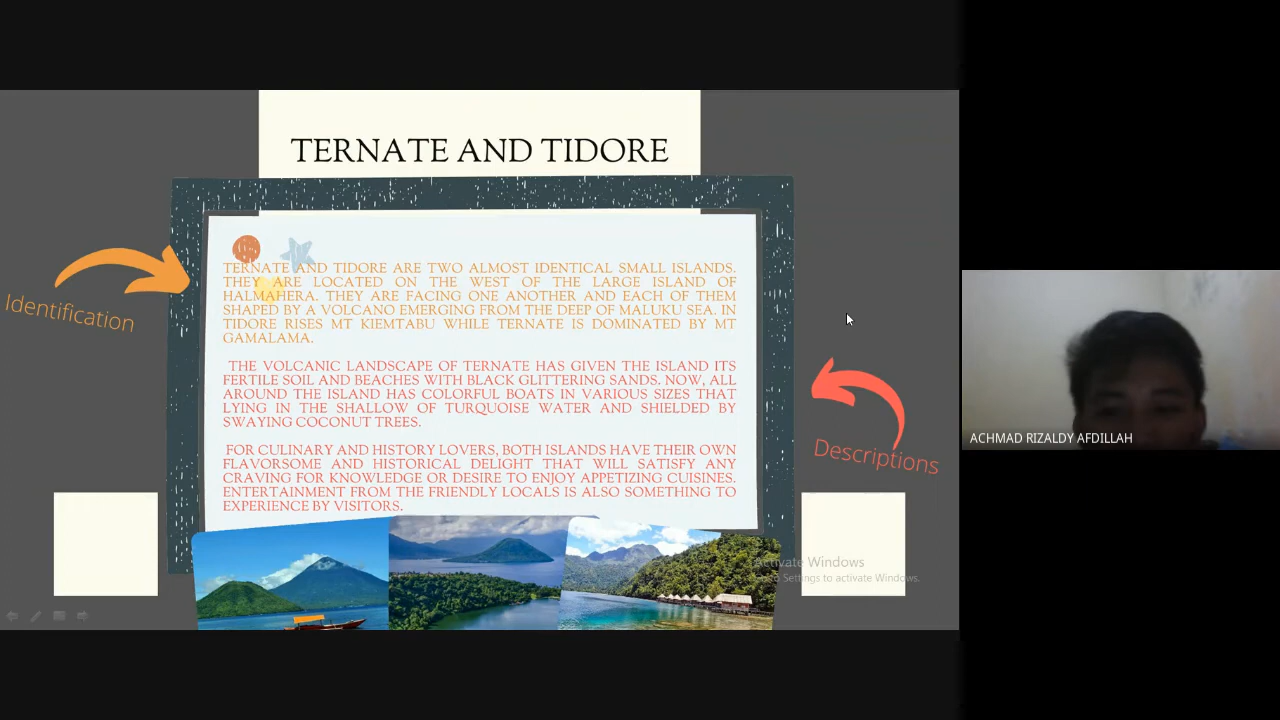 TERNATE AND TIDORE
TERNATE AND TIDORE ARE TWO ALMOST IDENTICAL SMALL ISLANDS.
THEY ARE LOCATED ON THE WEST OF THE LARGE ISLAND OF
HALMAHERA. THEY ARE FACING ONE ANOTHER AND EACH OF THEM
SHAPED BY A VOLCANO EMERGING FROM THE DEEP OF MALUKU SEA. IN
TIDORE RISES MT KIEMTABU WHILE TERNATE IS DOMINATED BY MT
GAMALAMA.
Identification
THE VOLCANIC LANDSCAPE OF TERNATE HAS GIVEN THE ISLAND ITS
FERTILE SOIL AND BEACHES WITH BLACK GLITTERING SANDS. NOW, ALL
AROUND THE ISLAND HAS COLORFUL BOATS IN VARIOUS SIZES THAT
LYING IN THE SHALLOW OF TURQUOISE WATER AND SHIELDED BY
SWAYING COCONUT TREES.
FOR CULINARY AND HISTORY LOVERS, BOTH ISLANDS HAVE THEIR OWN
FLAVORSOME AND HISTORICAL DELIGHT THAT WILL SATISFY ANY
CRAVING FOR KNOWLEDGE OR DESIRE TO ENJOY APPETIZING CUISINES.
ENTERTAINMENT FROM THE FRIENDLY LOCALS IS ALSO SOMETHING TO
EXPERIENCE BY VISITORS.
Descriptions
Activate Windows
Go to Settings to activate Windows.
ACHMAD RIZALDY AFDILLAH